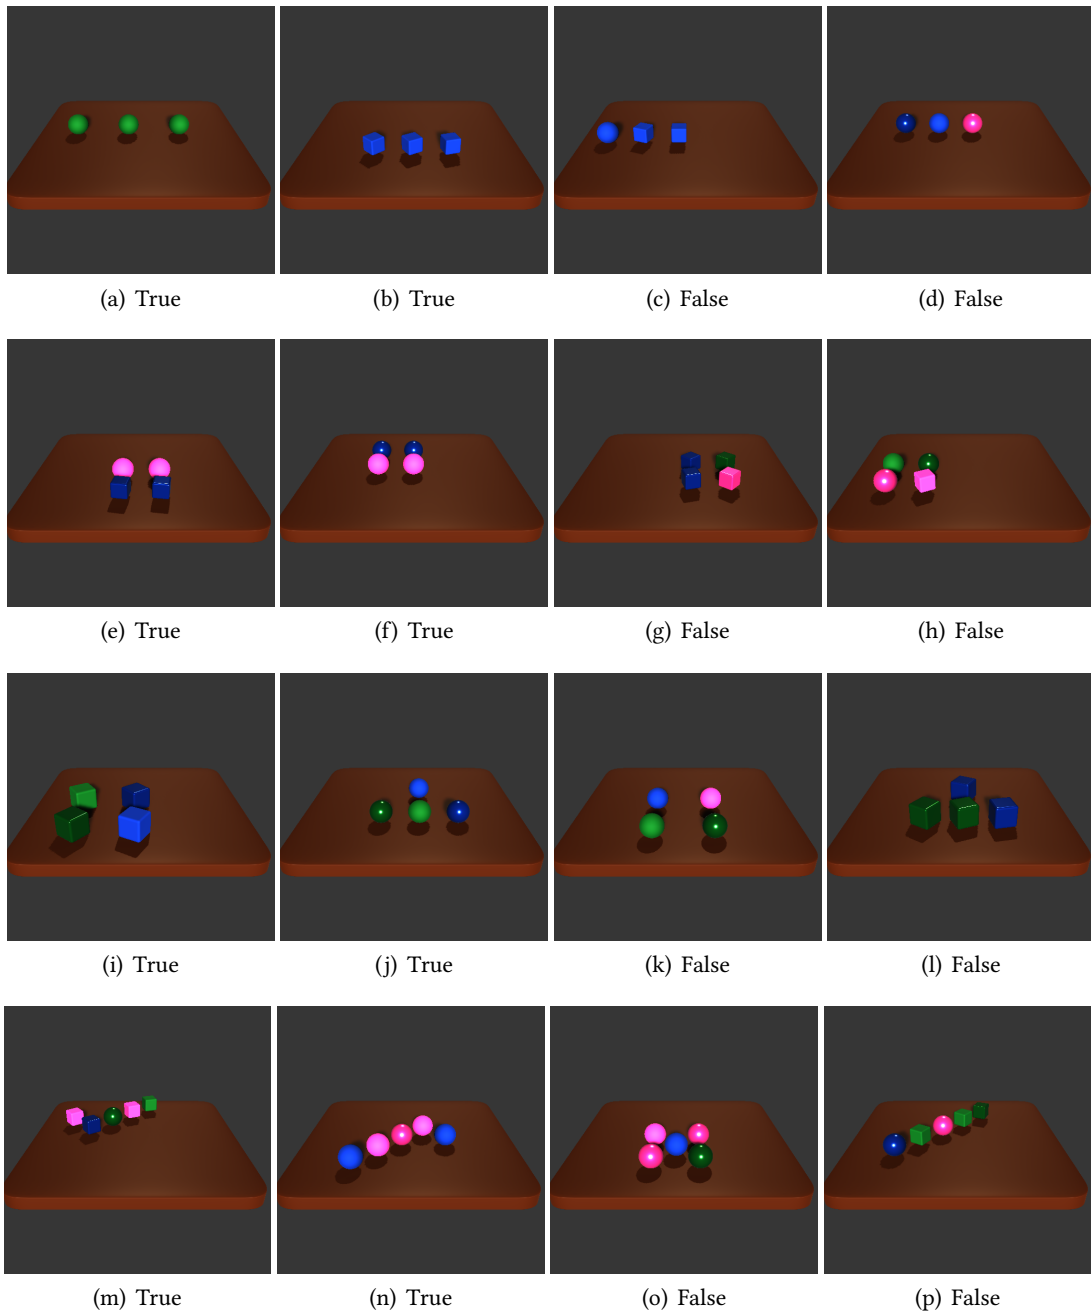 (a) True (b) True (c) False (d) False
(e) True (f) True (g) False (h) False
(i) True (j) True (k) False (l) False
(m) True (n) True (o) False (p) False